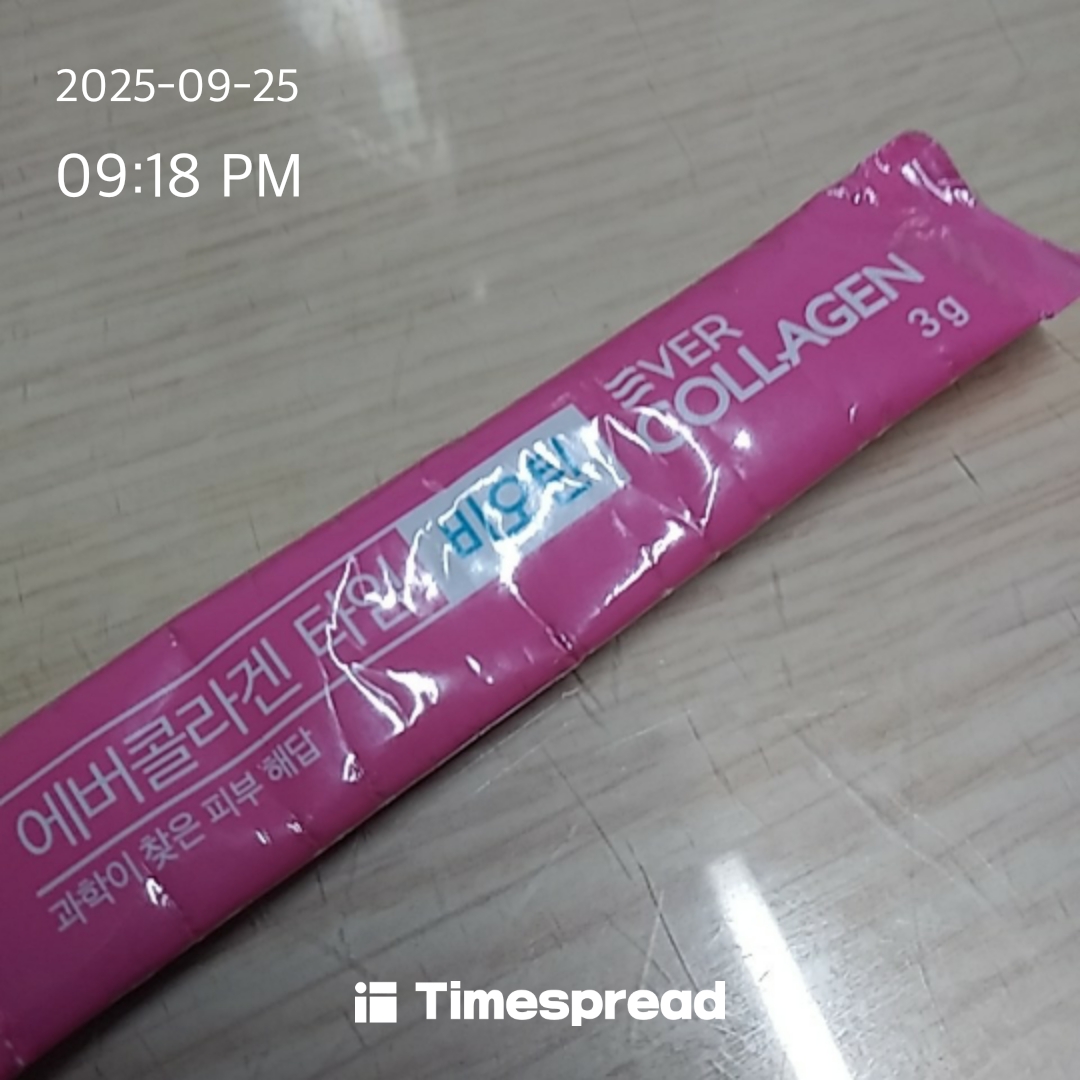 2025-09-25
09:18 PM
EVER
COLLAGEN
3g
비오틴
에버콜라겐 타임
과학이 찾은 피부 해답
Timespread